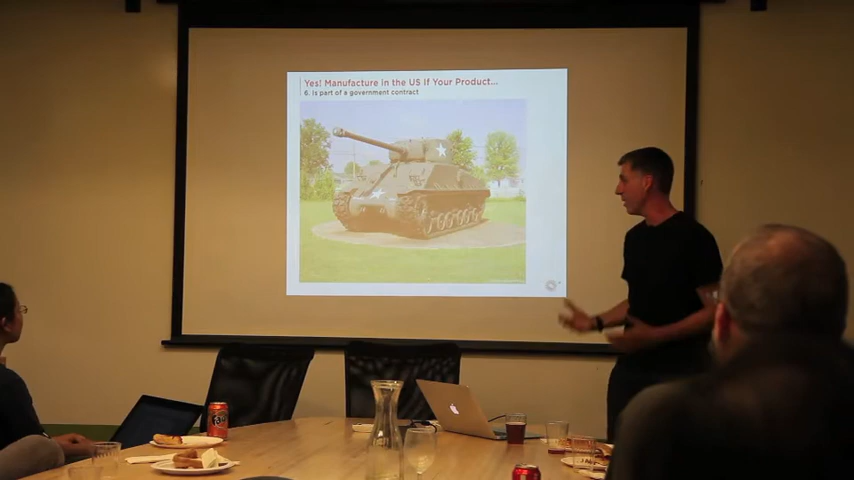 Yes! Manufacture in the US If Your Product...
6. Is part of a government contract